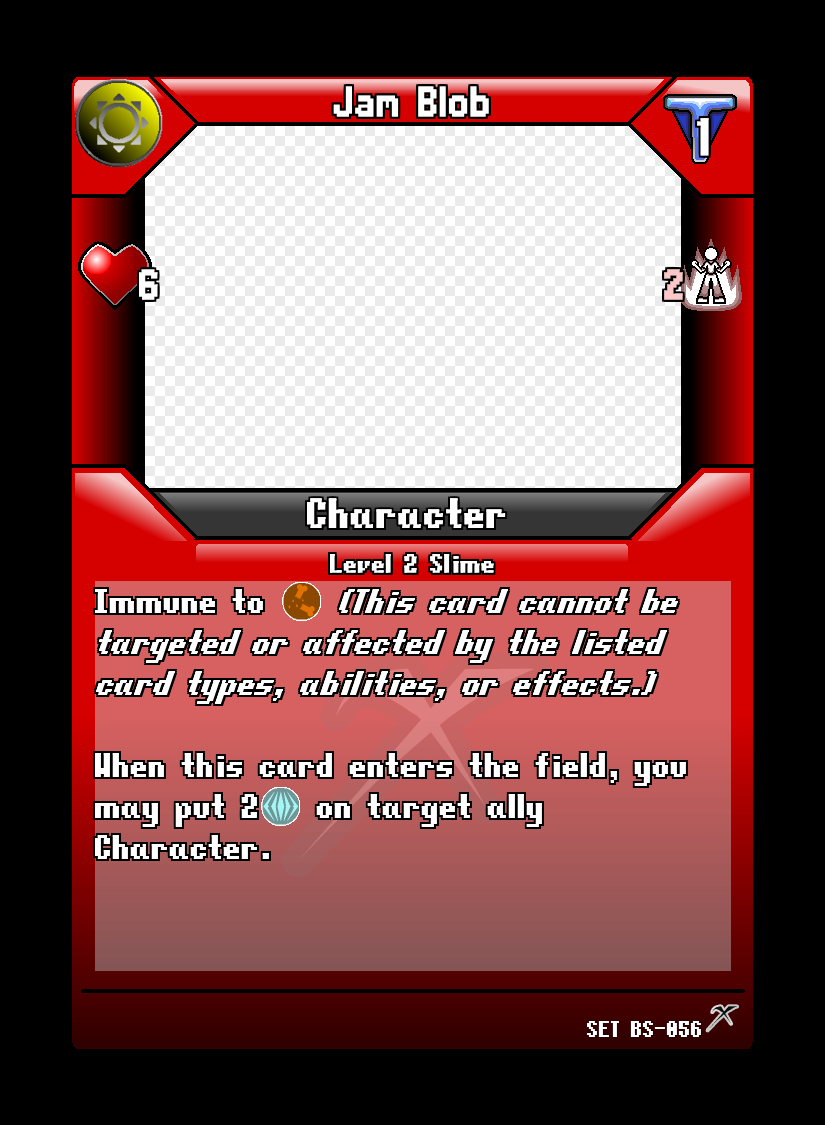 Jam Blob
1
6
2
Character
Level 2 Slime
Immune to (This card cannot be
targeted or affected by the listed
card types, abilities, or effects.)
When this card enters the field, you
may put 2 on target ally
Character.
SET BS-056